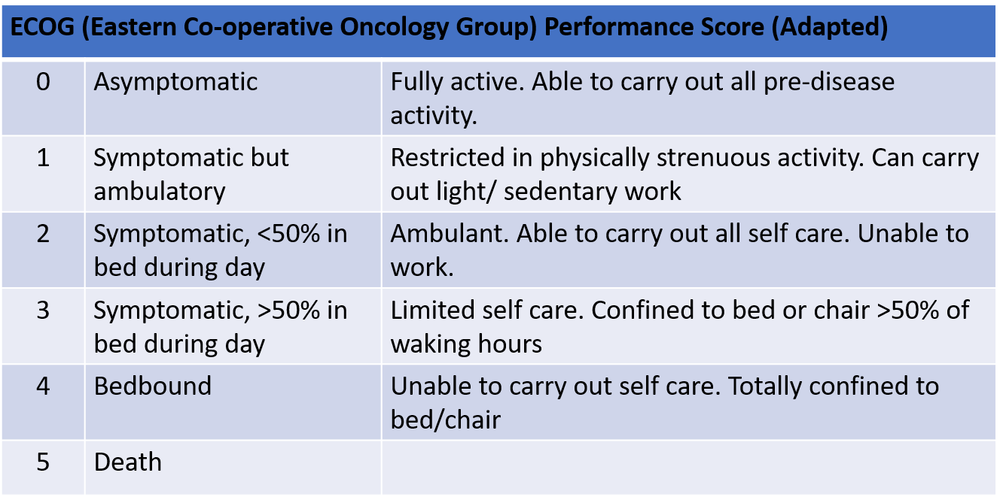 ECOG (Eastern Co-operative Oncology Group) Performance Score (Adapted)
0 Asymptomatic Fully active. Able to carry out all pre-disease
activity.
1 Symptomatic but Restricted in physically strenuous activity. Can carry
ambulatory out light/ sedentary work
2 Symptomatic, <50% in Ambulant. Able to carry out all self care. Unable to
bed during day work.
3 Symptomatic, >50% in Limited self care. Confined to bed or chair >50% of
bed during day waking hours
4 Bedbound Unable to carry out self care. Totally confined to
bed/chair
5 Death